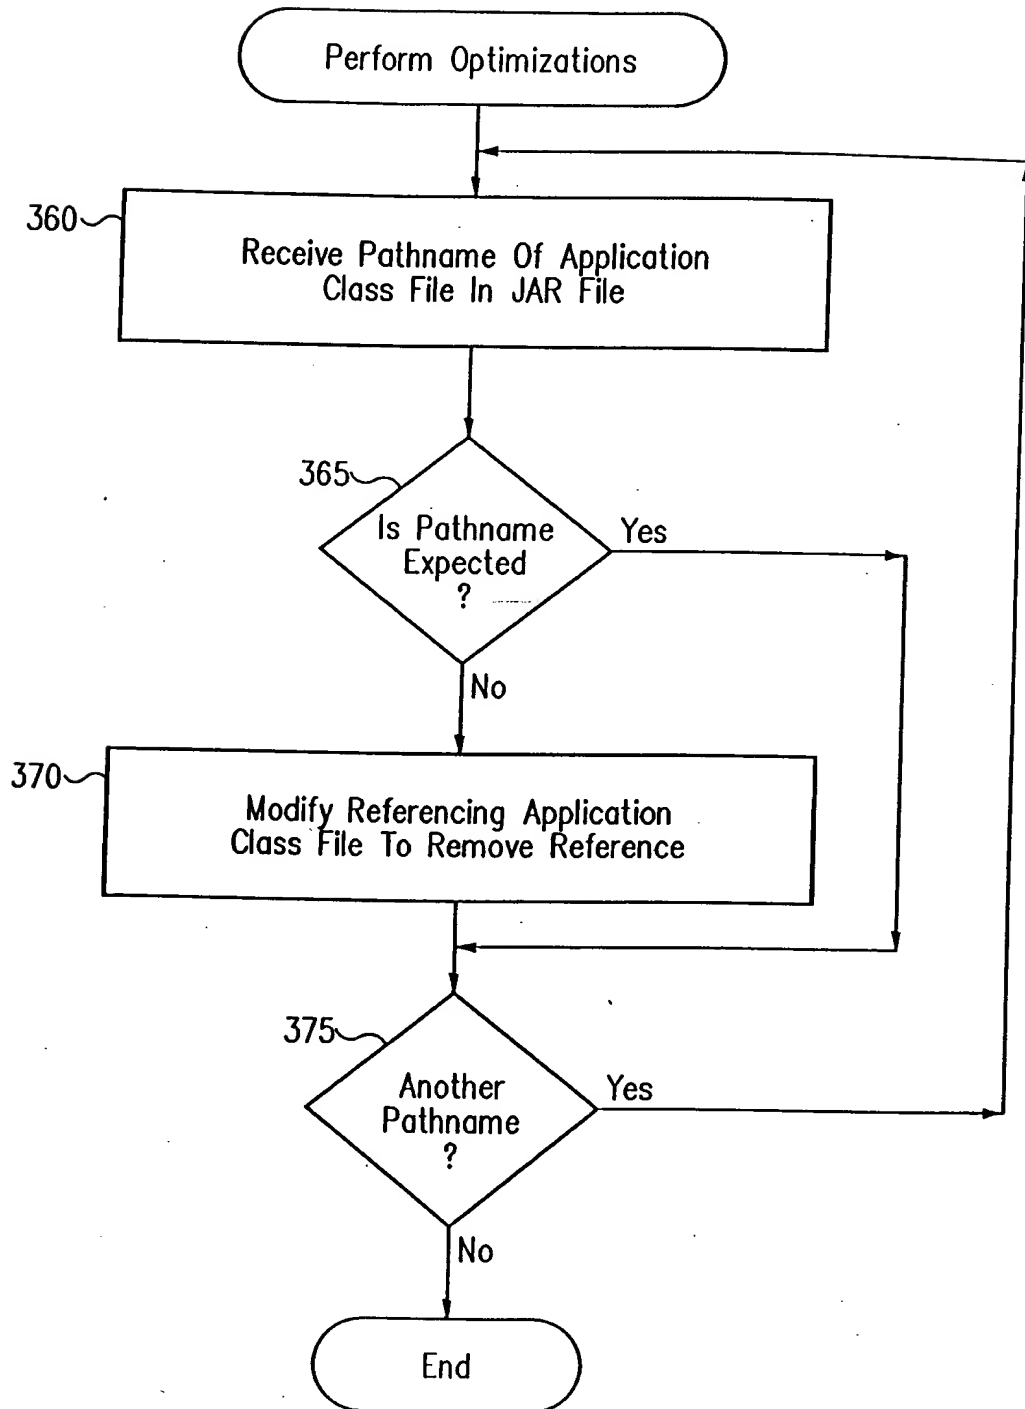 Perform Optimizations
360
Receive Pathname Of Application
Class File In JAR File
365
Is Pathname
Expected
?
Yes
No
370
Modify Referencing Application
Class File To Remove Reference
375
Another
Pathname
?
Yes
No
End